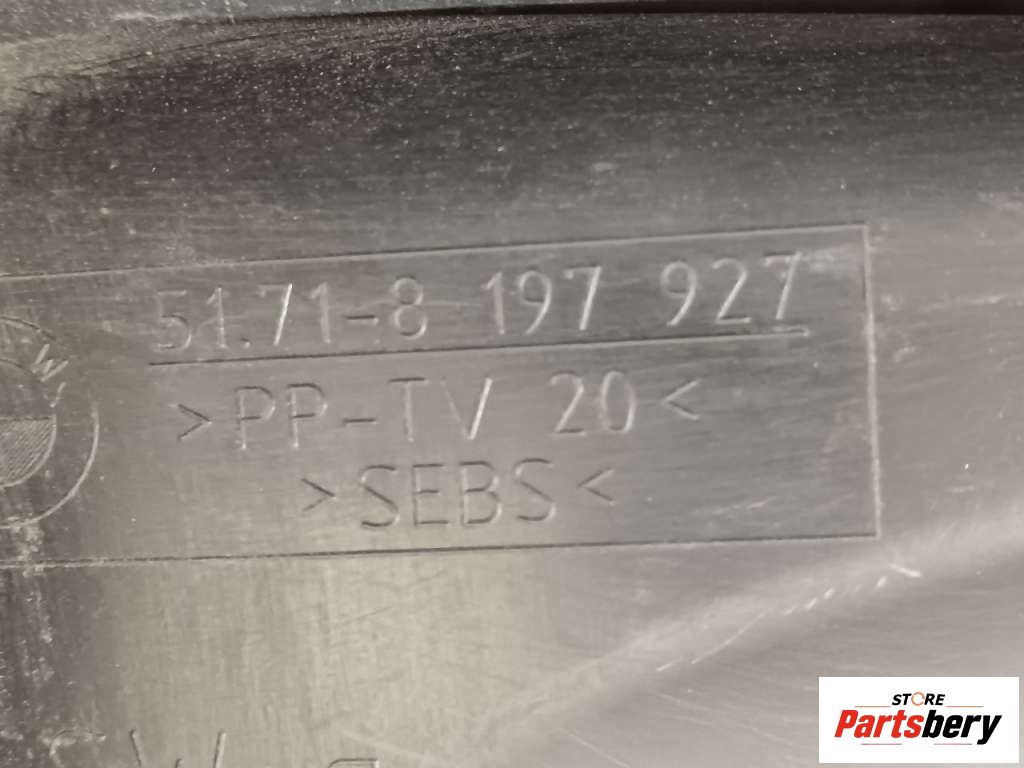 51.71-8 197 927
>PP-TV 20<
>SEBS<
W
STORE
Partsbery